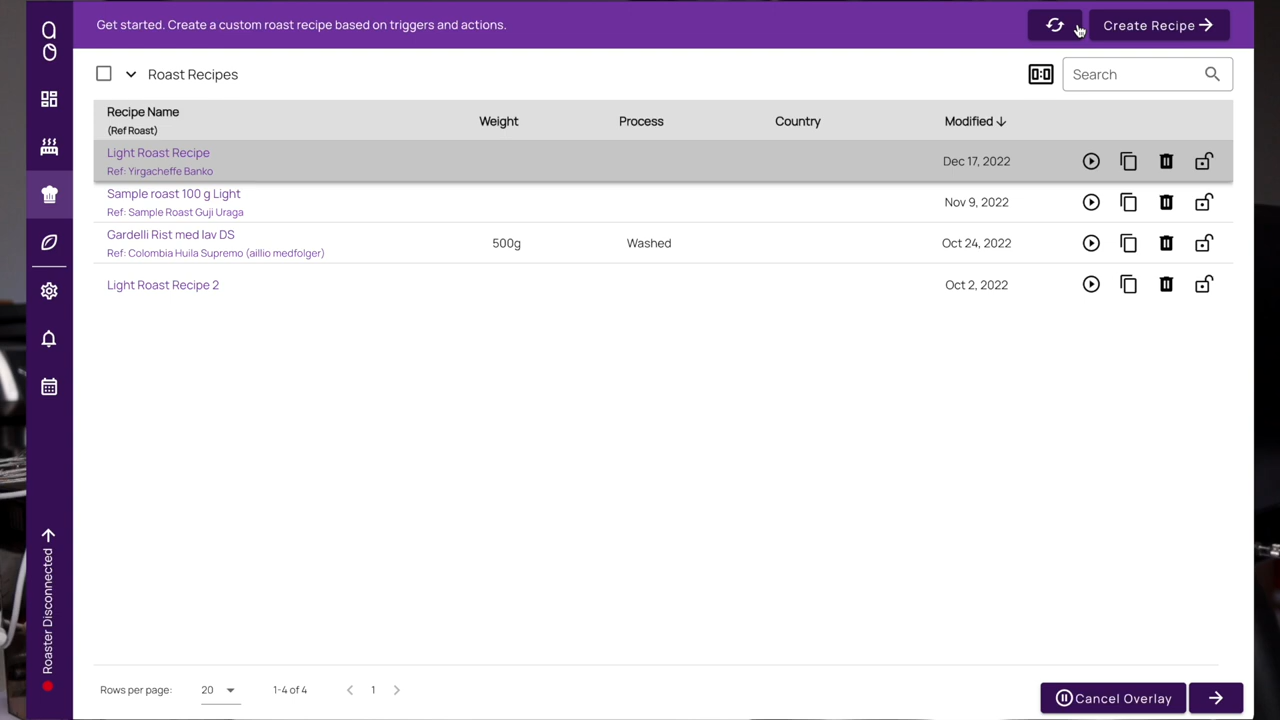 Get started. Create a custom roast recipe based on triggers and actions.
Create Recipe
Roast Recipes
Search
Recipe Name
(Ref Roast)
Weight
Process
Country
Modified
Light Roast Recipe
Ref: Yirgacheffe Banko
Dec 17, 2022
Sample roast 100 g Light
Ref: Sample Roast Guji Uraga
Nov 9, 2022
Gardelli Rist med lav DS
Ref: Colombia Huila Supremo (aillio medfolger)
500g
Washed
Oct 24, 2022
Light Roast Recipe 2
Oct 2, 2022
Roaster Disconnected
Rows per page:
20
1-4 of 4
1
Cancel Overlay